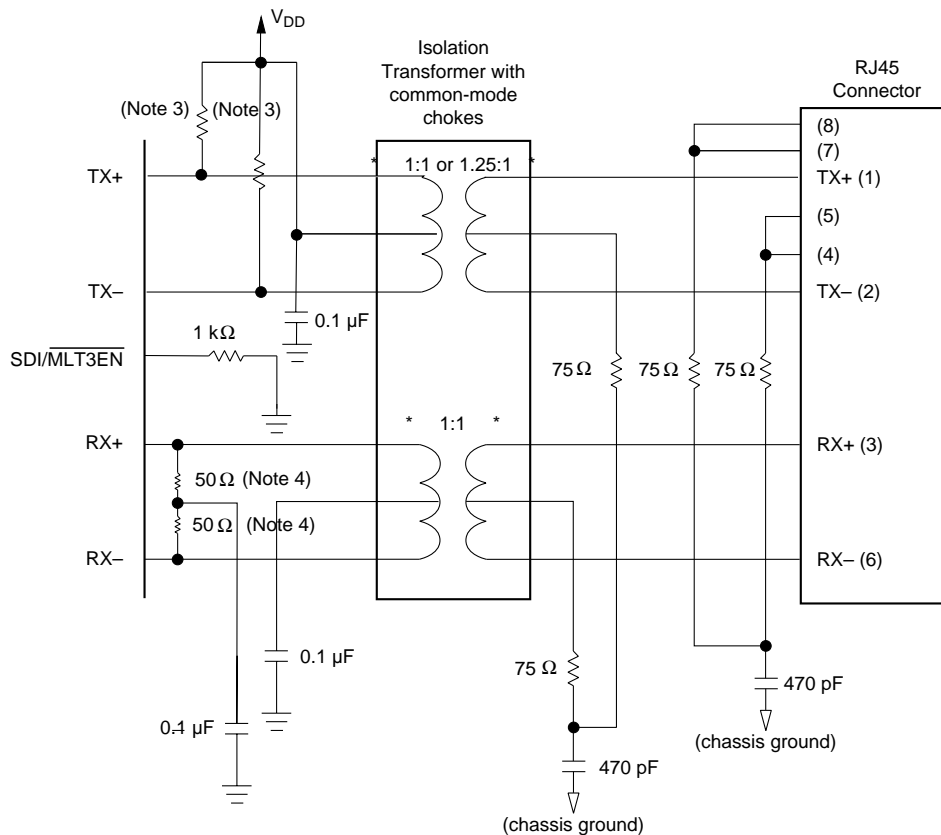 VDD
Isolation
Transformer with
common-mode
chokes
RJ45
Connector
(Note 3)
(Note 3)
(8)
(7)
* 1:1 or 1.25:1 *
TX+
TX+ (1)
(5)
(4)
TX–
TX– (2)
0.1 µF
1 kΩ
SDI/MLT3EN
75 Ω
75 Ω
75 Ω
* 1:1 *
RX+
RX+ (3)
50 Ω (Note 4)
50 Ω (Note 4)
RX–
RX– (6)
0.1 µF
75 Ω
470 pF
0.1 µF
(chassis ground)
470 pF
(chassis ground)